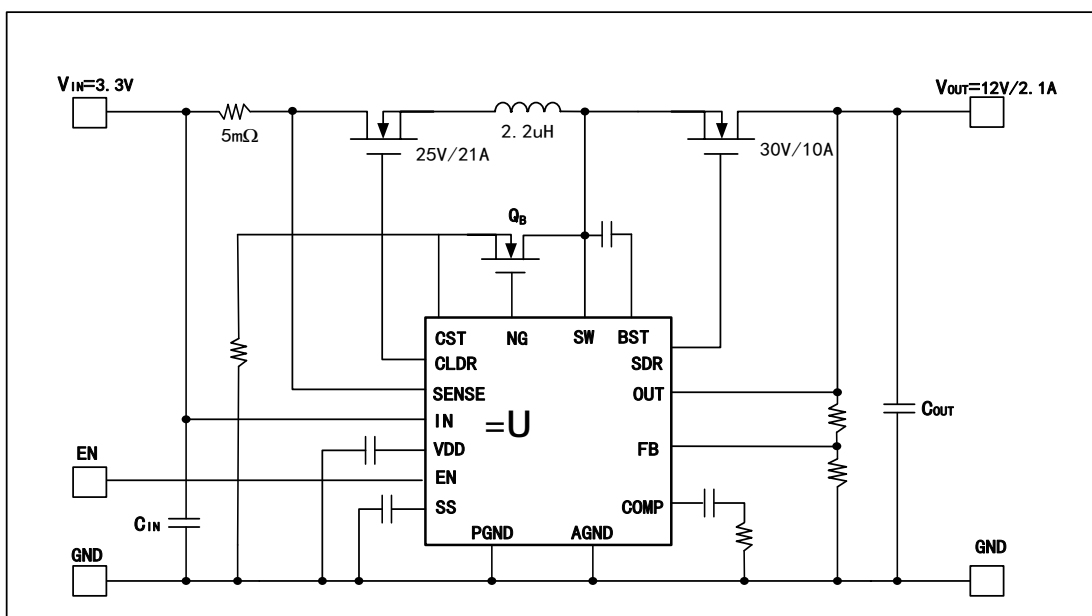 VIN=3.3V
VOUT=12V/2.1A
5mΩ
25V/21A
2.2uH
30V/10A
QB
CST
NG
SW
BST
CLDR
SDR
SENSE
OUT
IN
=U
VDD
FB
EN
EN
SS
COMP
PGND
AGND
CIN
COUT
GND
GND